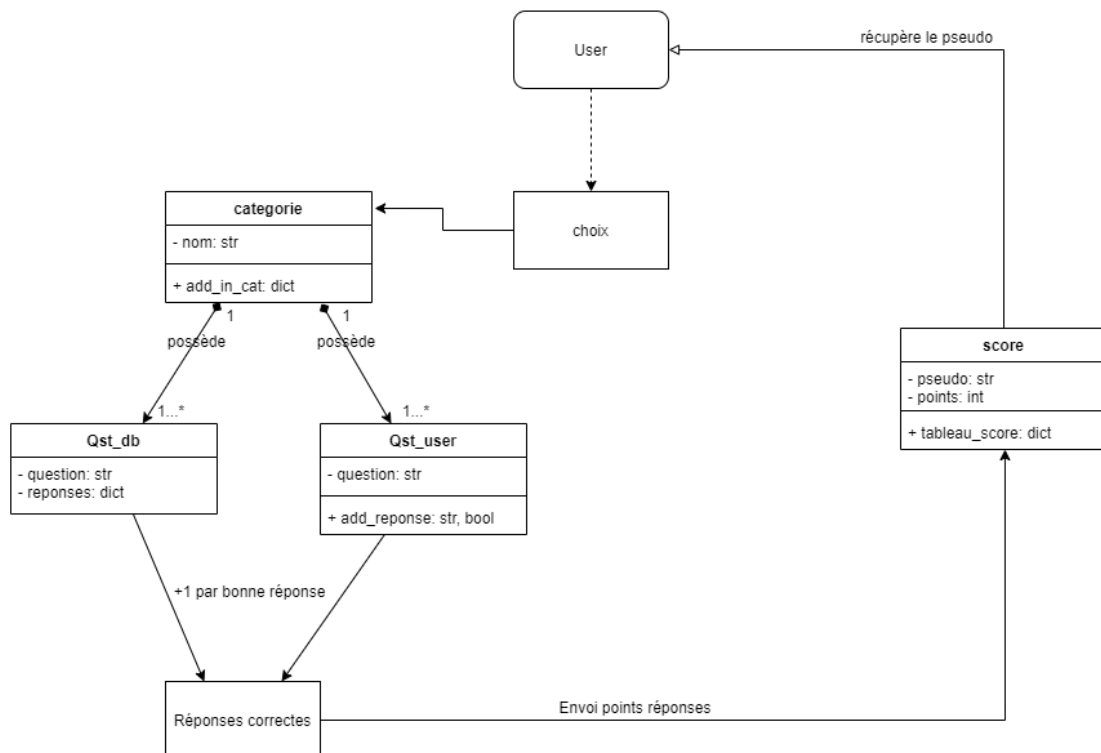 récupère le pseudo
User
choix
categorie
- nom: str
+ add_in_cat: dict
1
1
possède
possède
1...*
1...*
Qst_db
- question: str
- reponses: dict
Qst_user
- question: str
+ add_reponse: str, bool
score
- pseudo: str
- points: int
+ tableau_score: dict
+1 par bonne réponse
Réponses correctes
Envoi points réponses